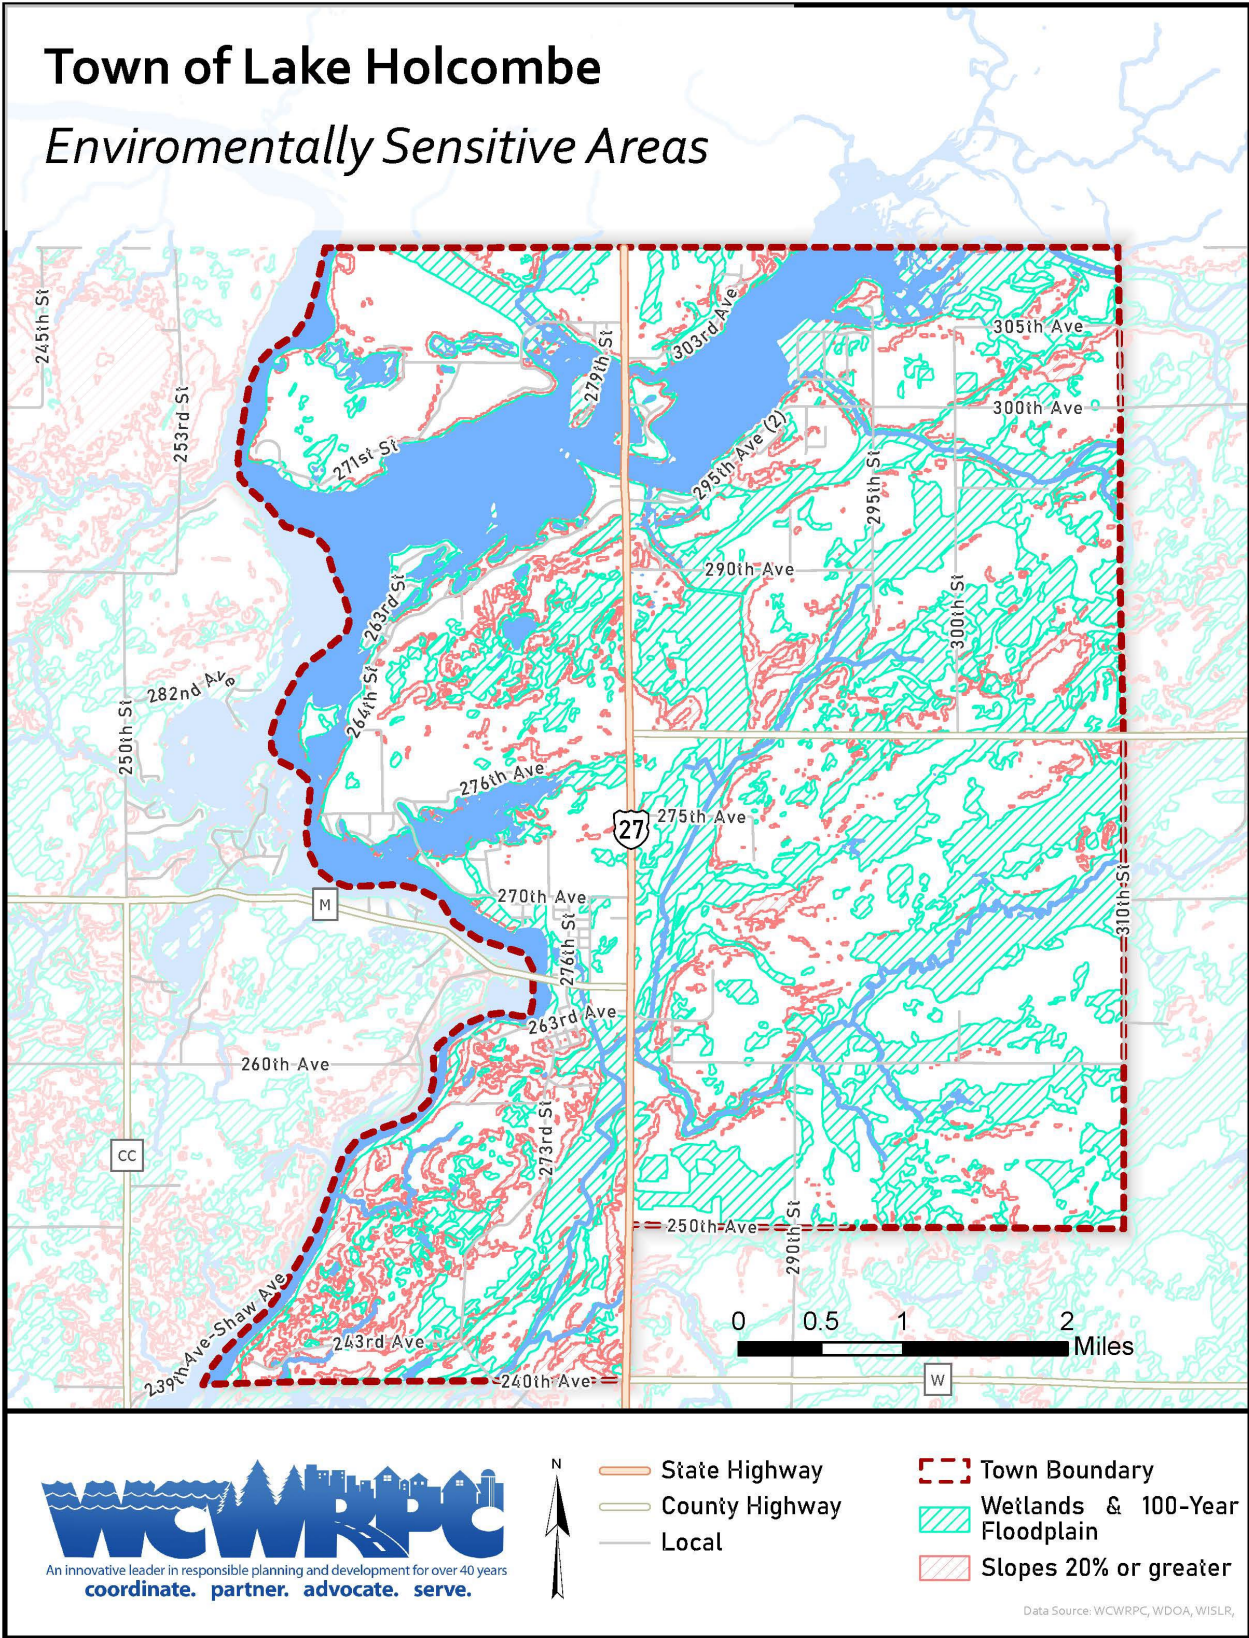 Town of Lake Holcombe
Enviromentally Sensitive Areas
245th St
253rd St
305th Ave
303rd Ave
279th St
300th Ave
271st St
295th Ave (2)
295th St
290th Ave
263rd St
300th St
282nd Ave
264th St
250th St
276th Ave
27
275th Ave
270th Ave
M
310th St
276th St
263rd Ave
260th Ave
273rd St
CC
250th Ave
290th St
239th Ave-Shaw Ave
243rd Ave
240th Ave
0 0.5 1 2
Miles
W
WCWRPC
An innovative leader in responsible planning and development for over 40 years
coordinate. partner. advocate. serve.
N
State Highway
County Highway
Local
Town Boundary
Wetlands & 100-Year
Floodplain
Slopes 20% or greater
Data Source: WCWRPC, WDOA, WISLR,